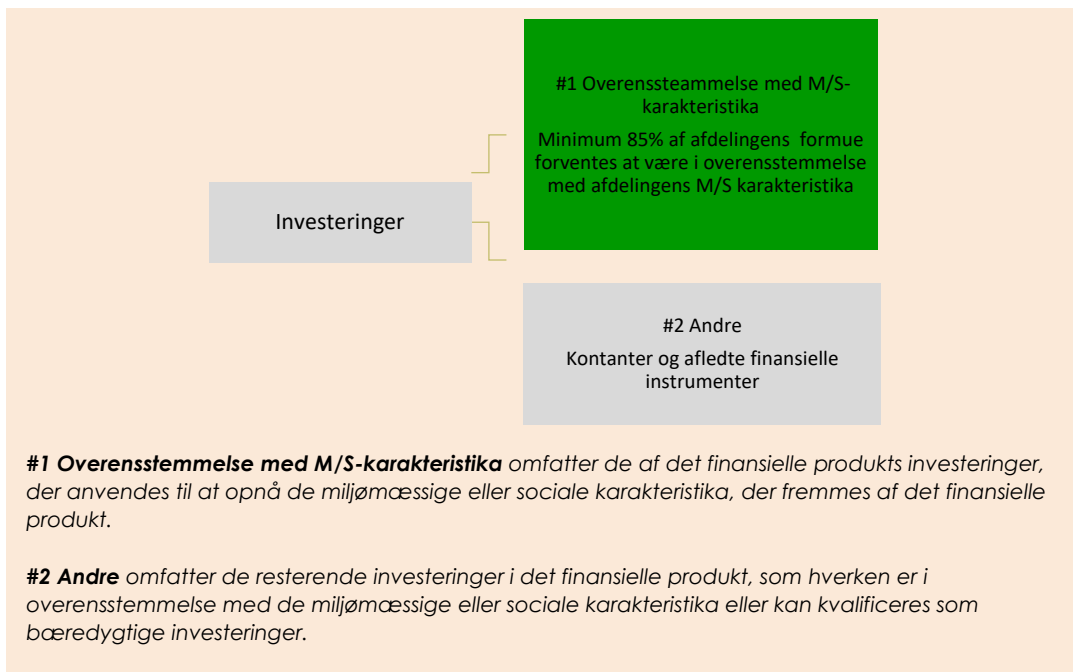 #1 Overenssteammelse med M/S-
karakteristika
Minimum 85% af afdelingens formue
forventes at være i overensstemmelse
med afdelingens M/S karakteristika
Investeringer
#2 Andre
Kontanter og afledte finansielle
instrumenter
#1 Overensstemmelse med M/S-karakteristika omfatter de af det finansielle produkts investeringer,
der anvendes til at opnå de miljømæssige eller sociale karakteristika, der fremmes af det finansielle
produkt.
#2 Andre omfatter de resterende investeringer i det finansielle produkt, som hverken er i
overensstemmelse med de miljømæssige eller sociale karakteristika eller kan kvalificeres som
bæredygtige investeringer.